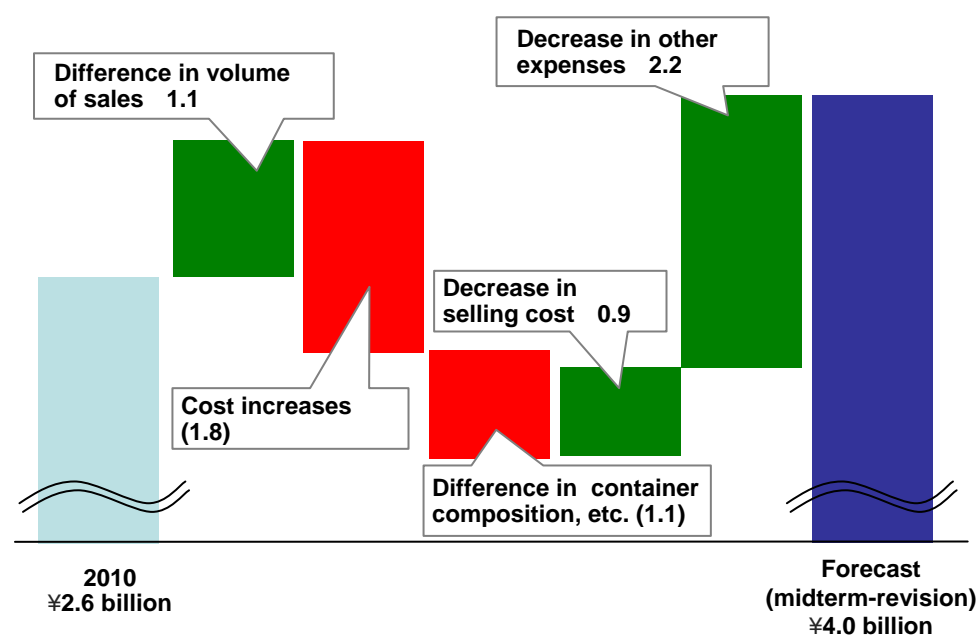 Decrease in other
expenses 2.2
Difference in volume
of sales 1.1
Decrease in
selling cost 0.9
Cost increases
(1.8)
Difference in container
composition, etc. (1.1)
2010
¥2.6 billion
Forecast
(midterm-revision)
¥4.0 billion